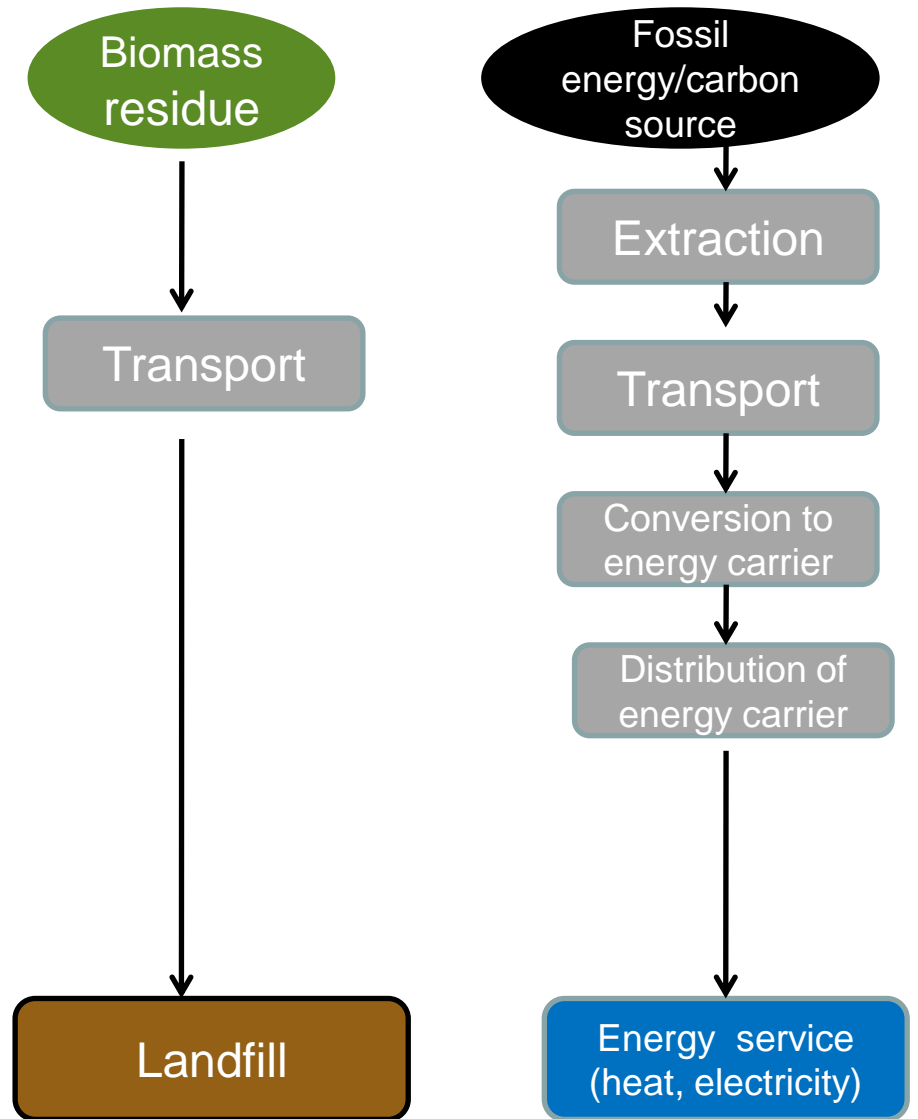 Biomass
residue
Transport
Landfill
Fossil
energy/carbon
source
Extraction
Transport
Conversion to
energy carrier
Distribution of
energy carrier
Energy service
(heat, electricity)